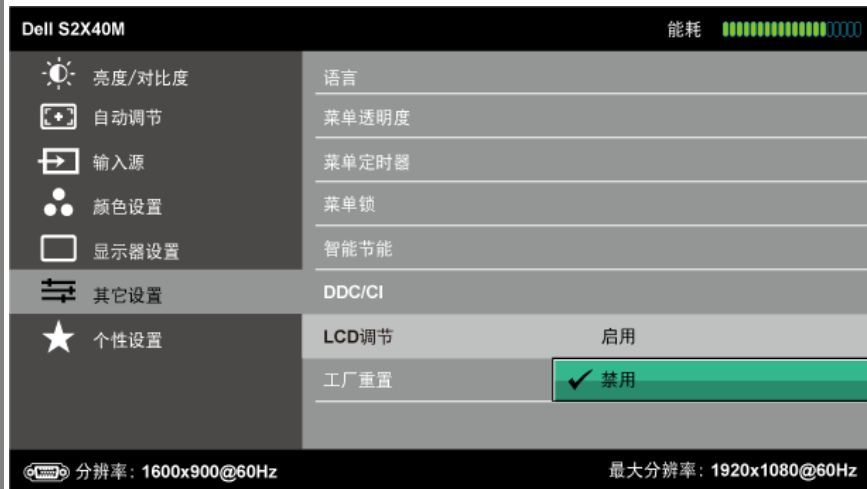 Dell S2X40M 能耗
亮度/对比度 语言
自动调节 菜单透明度
输入源 菜单定时器
颜色设置 菜单锁
显示器设置 智能节能
其它设置 DDC/CI
个性设置 LCD调节 启用
工厂重置 禁用
分辨率: 1600x900@60Hz 最大分辨率: 1920x1080@60Hz